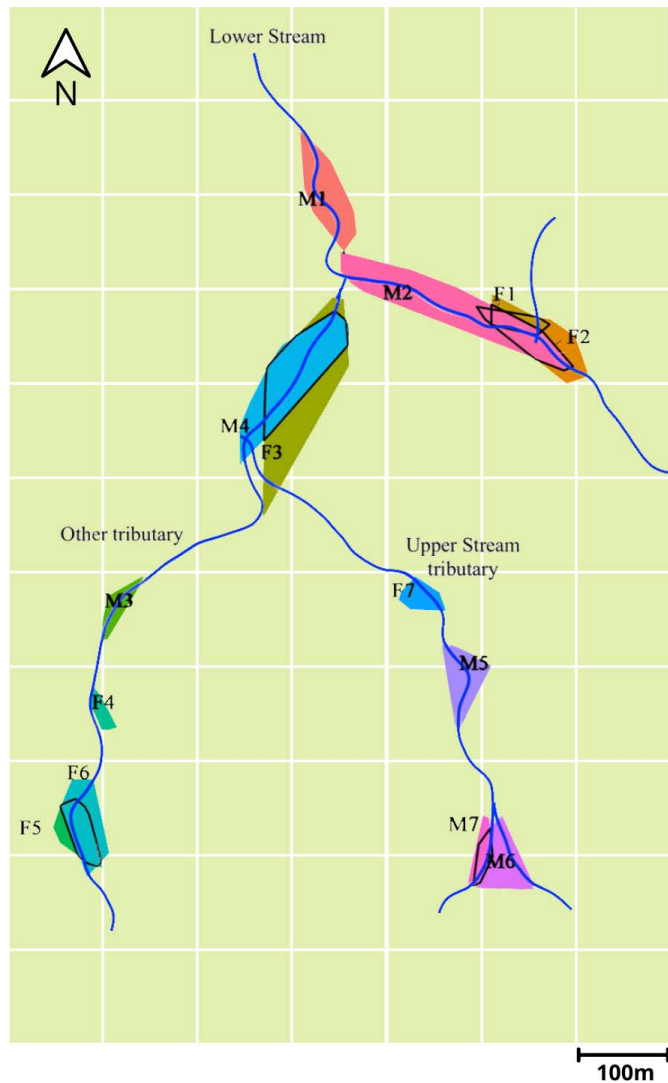 Lower Stream
N
M1
M2
F1
F2
M4
F3
Other tributary
Upper Stream
tributary
M3
F7
M5
F4
F6
F5
M7
M6
100m